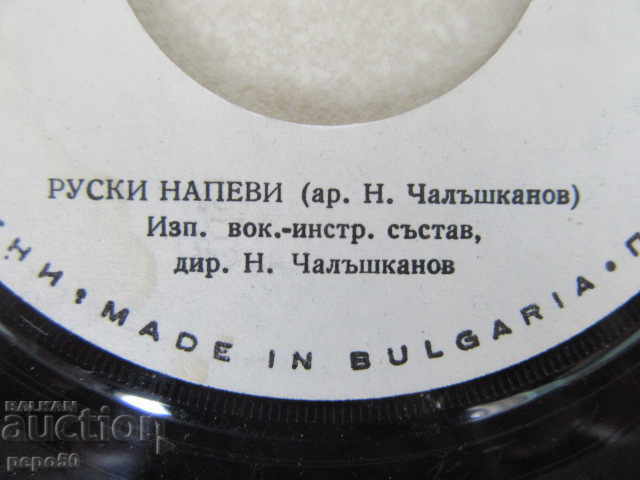 РУСКИ НАПЕВИ (ар. Н. Чалъшканов)
Изп. вок.-инстр. състав,
дир. Н. Чалъшканов
MADE IN BULGARIA
BALKAN
auction
pepo50